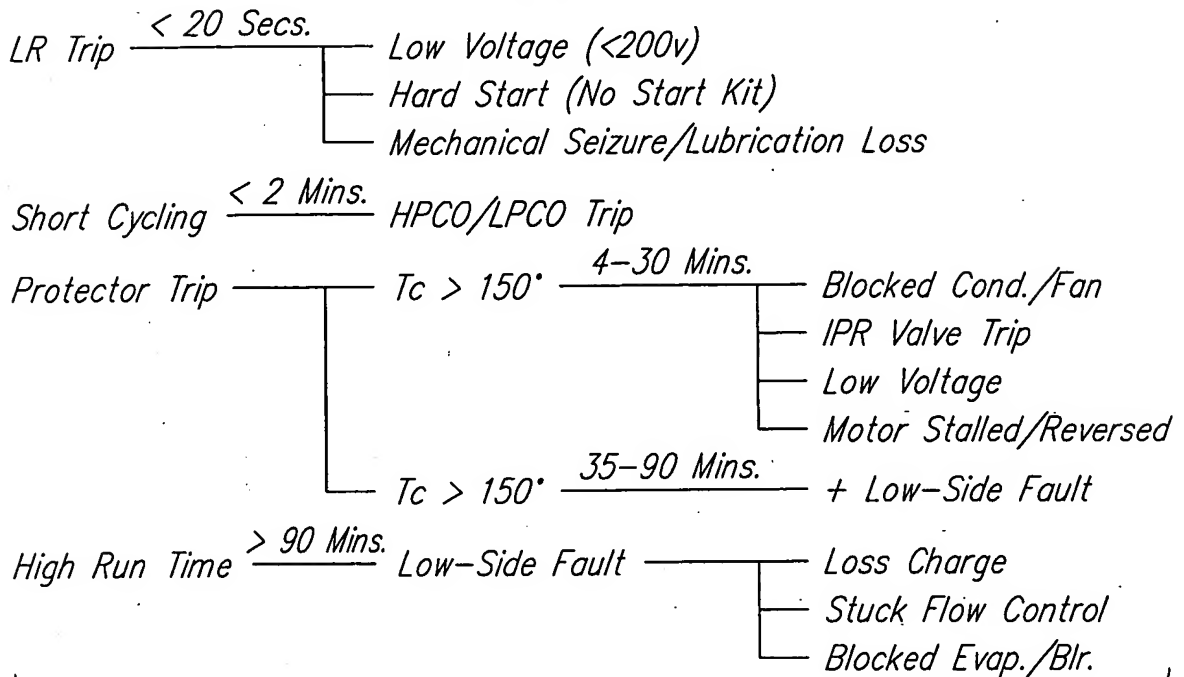 < 20 Secs.
LR Trip Low Voltage (<200v)
Hard Start (No Start Kit)
Mechanical Seizure/Lubrication Loss
< 2 Mins.
Short Cycling HPCO/LPCO Trip
4-30 Mins.
Protector Trip Tc > 150° Blocked Cond./Fan
IPR Valve Trip
Low Voltage
Motor Stalled/Reversed
35-90 Mins.
Tc > 150° + Low-Side Fault
> 90 Mins.
High Run Time Low-Side Fault Loss Charge
Stuck Flow Control
Blocked Evap./Blr.